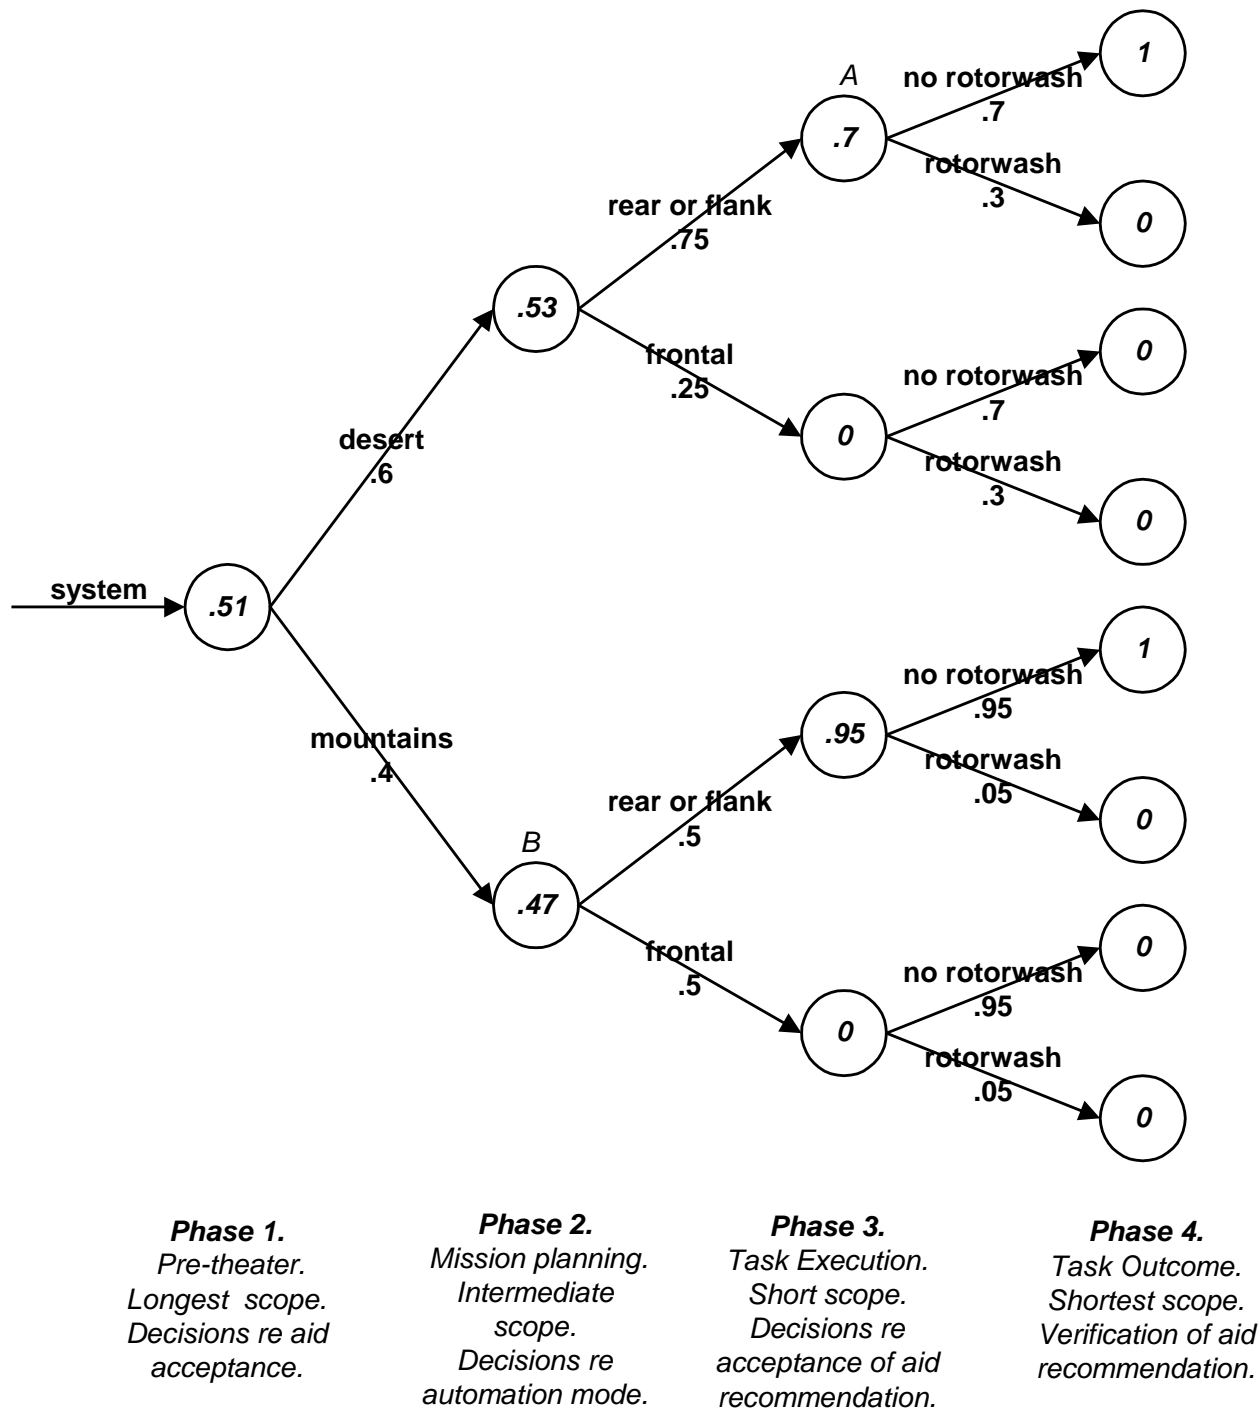 1
A
no rotorwash
.7
.7
rotorwash
.3
0
rear or flank
.75
.53
0
frontal
.25
no rotorwash
.7
0
rotorwash
.3
0
desert
.6
system
.51
1
no rotorwash
.95
.95
rotorwash
.05
0
mountains
.4
rear or flank
.5
B
.47
0
frontal
.5
no rotorwash
.95
0
rotorwash
.05
0
Phase 1.
Pre-theater.
Longest scope.
Decisions re aid
acceptance.
Phase 2.
Mission planning.
Intermediate
scope.
Decisions re
automation mode.
Phase 3.
Task Execution.
Short scope.
Decisions re
acceptance of aid
recommendation.
Phase 4.
Task Outcome.
Shortest scope.
Verification of aid
recommendation.